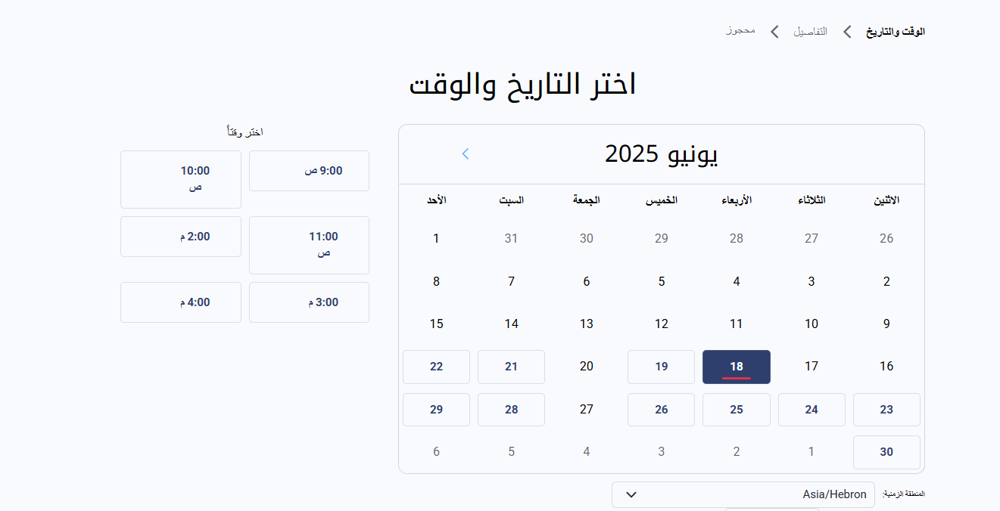 الوقت والتاريخ
التفاصيل
محجوز
اختر التاريخ والوقت
يونيو 2025
الاثنين الثلاثاء الأربعاء الخميس الجمعة السبت الأحد
26 27 28 29 30 31 1
2 3 4 5 6 7 8
9 10 11 12 13 14 15
16 17 18 19 20 21 22
23 24 25 26 27 28 29
30 1 2 3 4 5 6
المنطقة الزمنية: Asia/Hebron
اختر وقتاً
9:00 ص
10:00
ص
11:00
ص
2:00 م
3:00 م
4:00 م